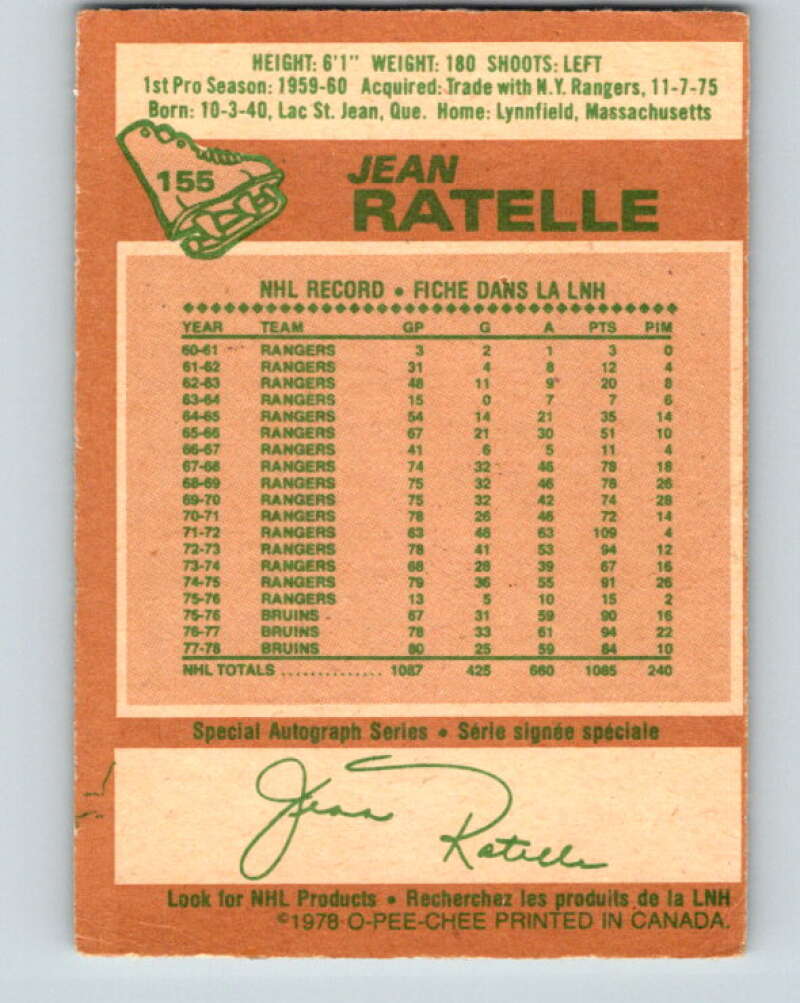 HEIGHT: 6'1" WEIGHT: 180 SHOOTS: LEFT
1st Pro Season: 1959-60 Acquired: Trade with N.Y. Rangers, 11-7-75
Born: 10-3-40, Lac St. Jean, Que. Home: Lynnfield, Massachusetts
155
JEAN
RATELLE
NHL RECORD • FICHE DANS LA LNH
YEAR TEAM GP G A PTS PIM
60-61 RANGERS 3 2 1 3 0
61-62 RANGERS 31 4 8 12 4
62-63 RANGERS 48 11 9 20 8
63-64 RANGERS 15 0 7 7 6
64-65 RANGERS 54 14 21 35 14
65-66 RANGERS 67 21 30 51 10
66-67 RANGERS 41 6 5 11 4
67-68 RANGERS 74 32 46 78 18
68-69 RANGERS 75 32 46 78 26
69-70 RANGERS 75 32 42 74 28
70-71 RANGERS 78 26 46 72 14
71-72 RANGERS 63 46 63 109 4
72-73 RANGERS 78 41 53 94 12
73-74 RANGERS 68 28 39 67 16
74-75 RANGERS 79 36 55 91 26
75-76 RANGERS 13 5 10 15 2
75-76 BRUINS 67 31 59 90 16
76-77 BRUINS 78 33 61 94 22
77-78 BRUINS 80 25 59 84 10
NHL TOTALS .............. 1087 425 660 1085 240
Special Autograph Series • Série signée spéciale
Jean Ratelle
Look for NHL Products • Recherchez les produits de la LNH
©1978 O-PEE-CHEE PRINTED IN CANADA.